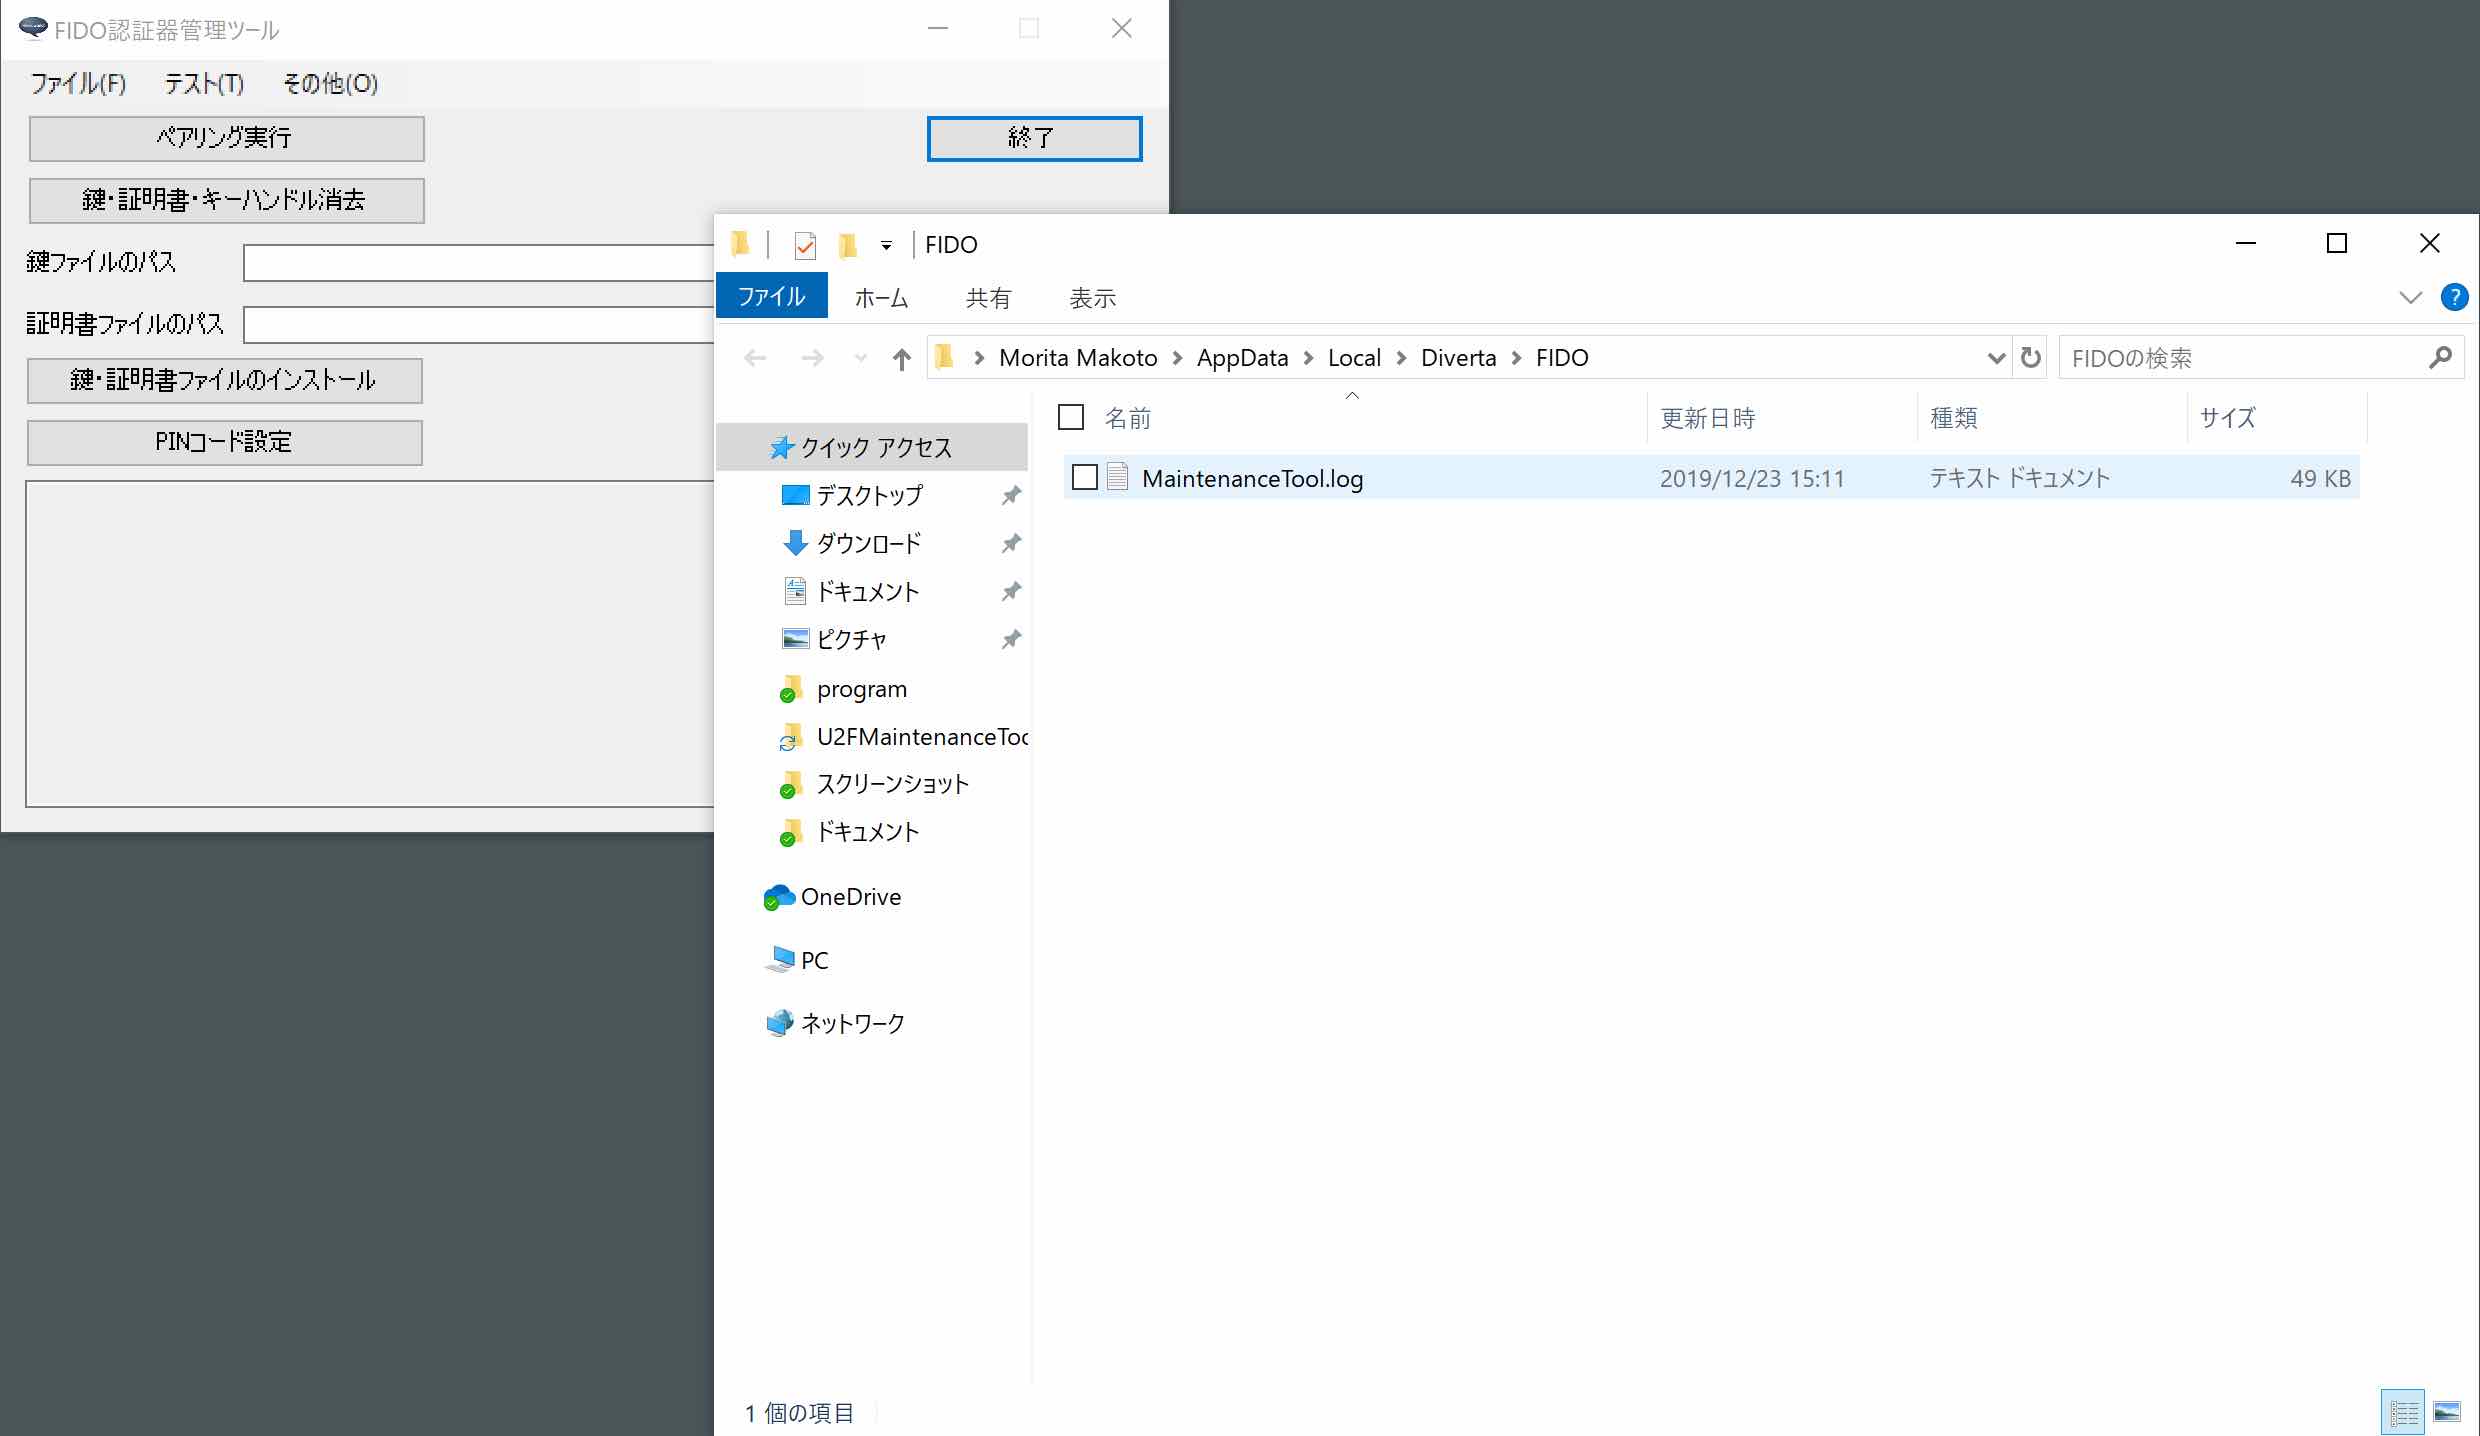 FIDO認証器管理ツール
ファイル(F) テスト(T) その他(O)
ペアリング実行
終了
鍵・証明書・キーハンドル消去
鍵ファイルのパス
証明書ファイルのパス
鍵・証明書ファイルのインストール
PINコード設定
FIDO
ファイル ホーム 共有 表示
?
Morita Makoto AppData Local Diverta FIDO
FIDOの検索
名前 更新日時 種類 サイズ
MaintenanceTool.log 2019/12/23 15:11 テキスト ドキュメント 49 KB
クイック アクセス
デスクトップ
ダウンロード
ドキュメント
ピクチャ
program
U2FMaintenanceToo
スクリーンショット
ドキュメント
OneDrive
PC
ネットワーク
1 個の項目